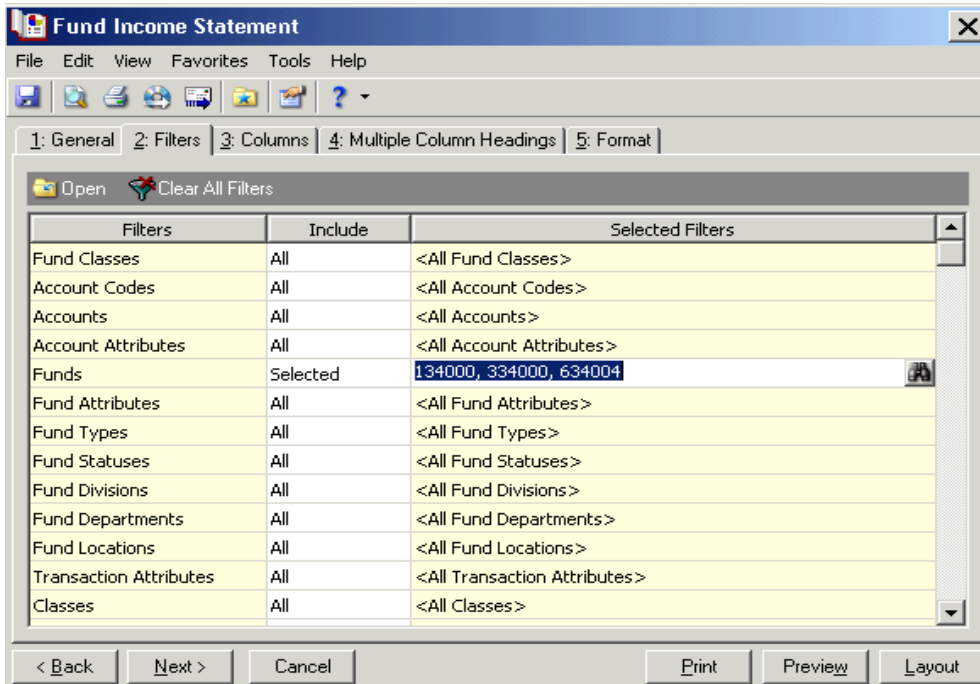 Fund Income Statement
File Edit View Favorites Tools Help
1: General 2: Filters 3: Columns 4: Multiple Column Headings 5: Format
Open Clear All Filters
Filters Include Selected Filters
Fund Classes All <All Fund Classes>
Account Codes All <All Account Codes>
Accounts All <All Accounts>
Account Attributes All <All Account Attributes>
Funds Selected 134000, 334000, 634004
Fund Attributes All <All Fund Attributes>
Fund Types All <All Fund Types>
Fund Statuses All <All Fund Statuses>
Fund Divisions All <All Fund Divisions>
Fund Departments All <All Fund Departments>
Fund Locations All <All Fund Locations>
Transaction Attributes All <All Transaction Attributes>
Classes All <All Classes>
< Back Next > Cancel Print Preview Layout